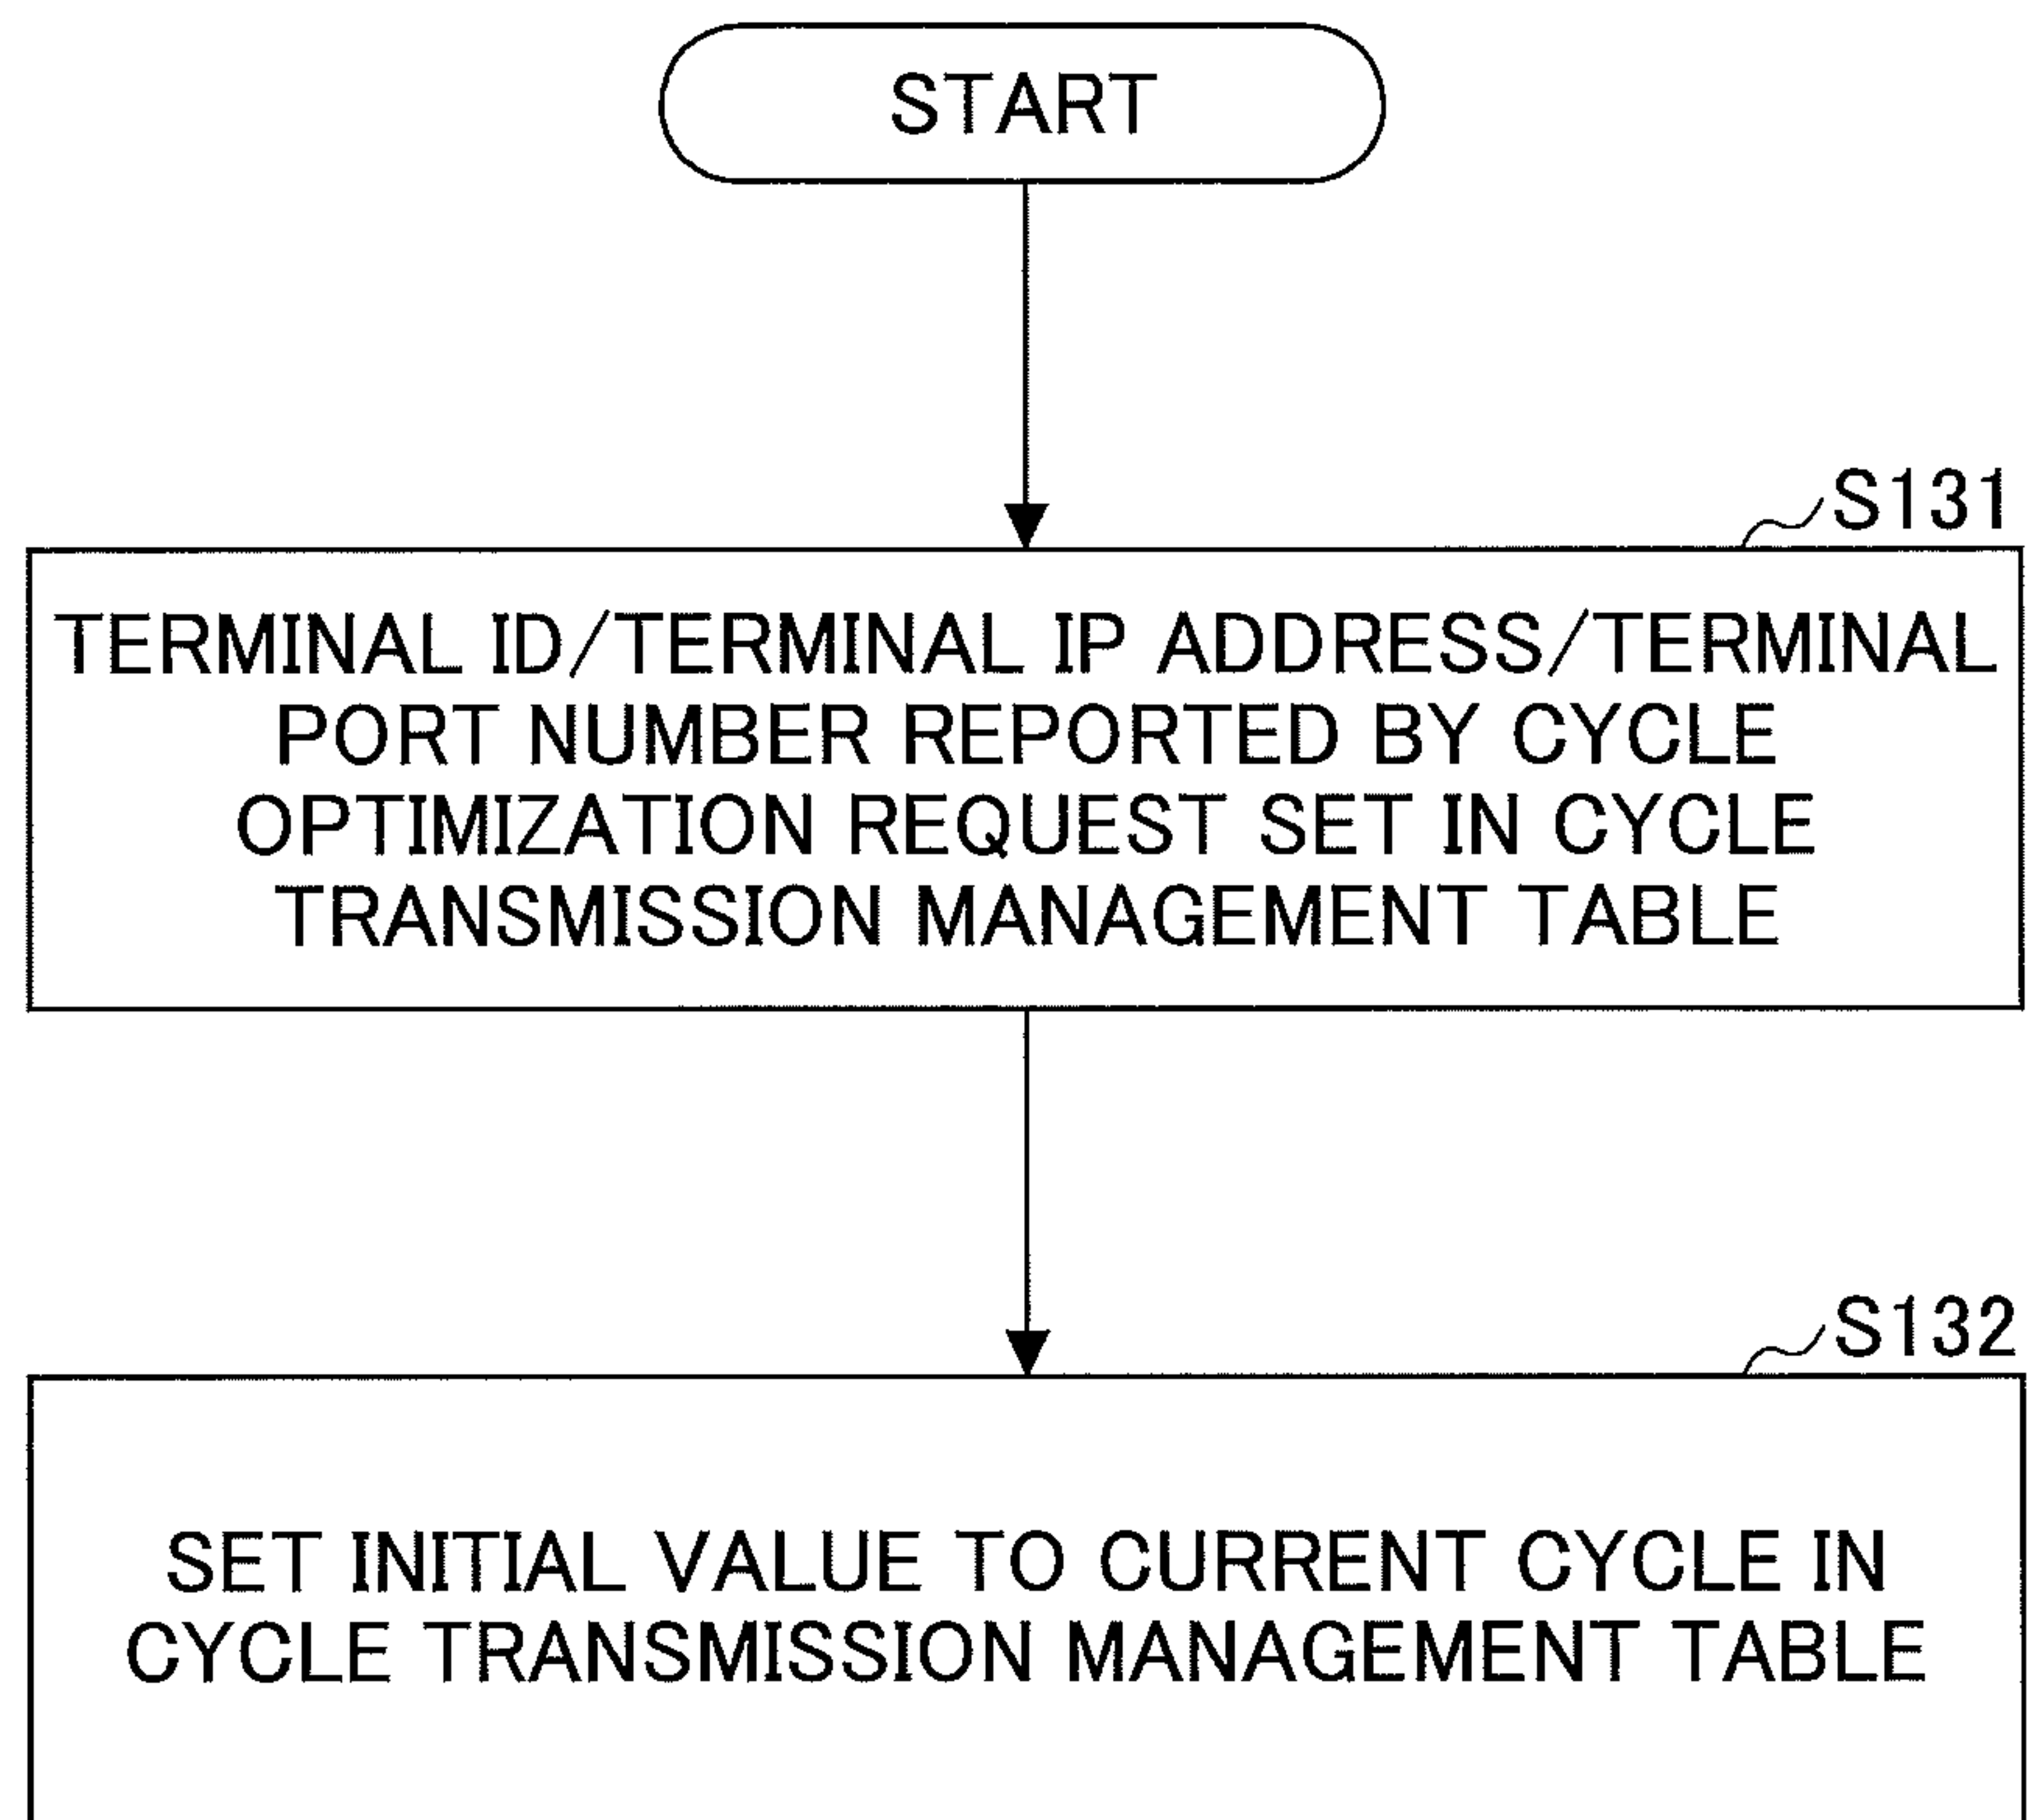 START
S131
TERMINAL ID/TERMINAL IP ADDRESS/TERMINAL
PORT NUMBER REPORTED BY CYCLE
OPTIMIZATION REQUEST SET IN CYCLE
TRANSMISSION MANAGEMENT TABLE
S132
SET INITIAL VALUE TO CURRENT CYCLE IN
CYCLE TRANSMISSION MANAGEMENT TABLE